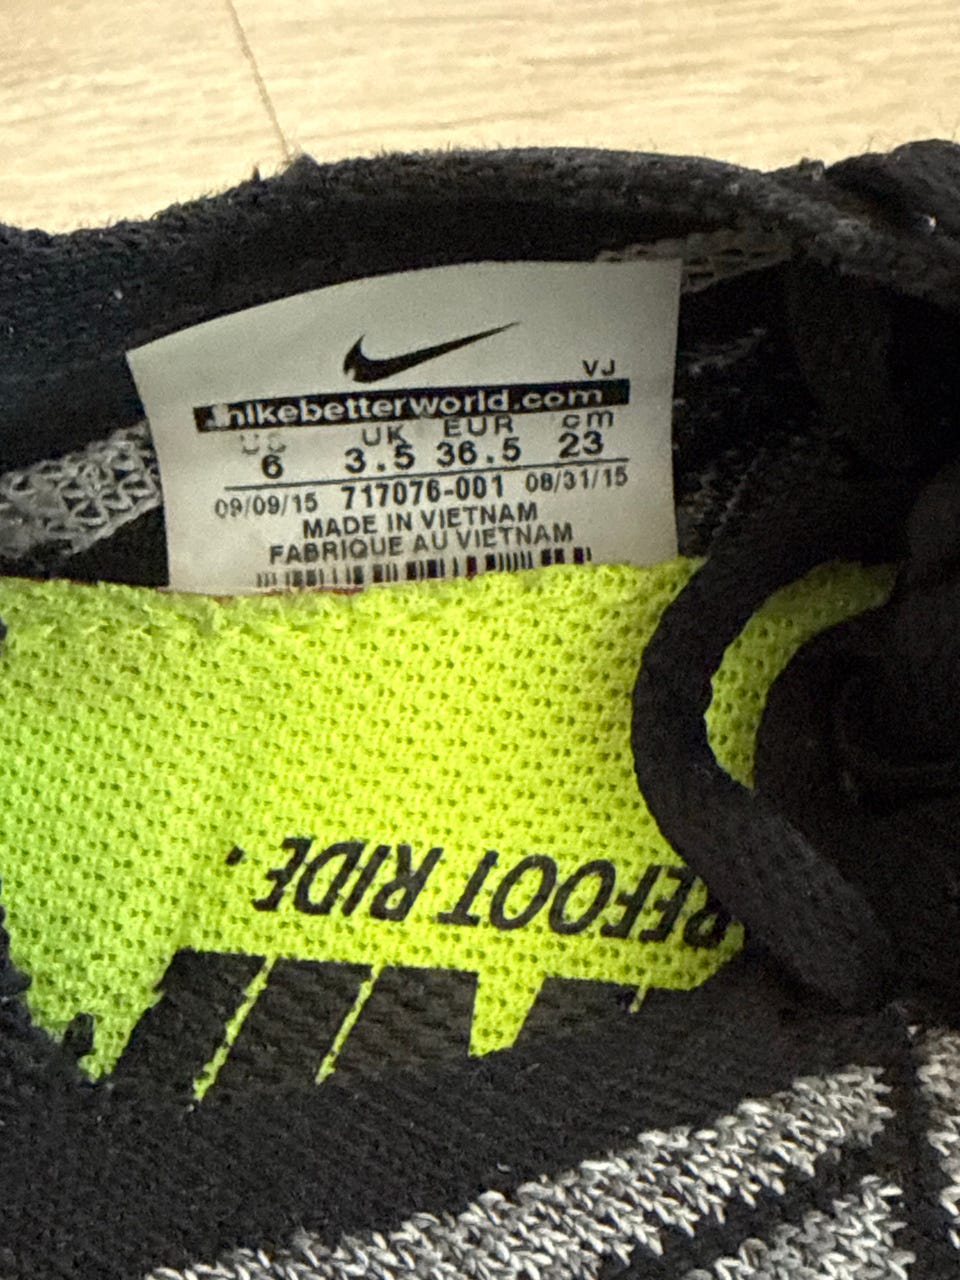 VJ
nikebetterworld.com
US UK EUR cm
6 3.5 36.5 23
09/09/15 717076-001 08/31/15
MADE IN VIETNAM
FABRIQUE AU VIETNAM
REFOOT RIDE.